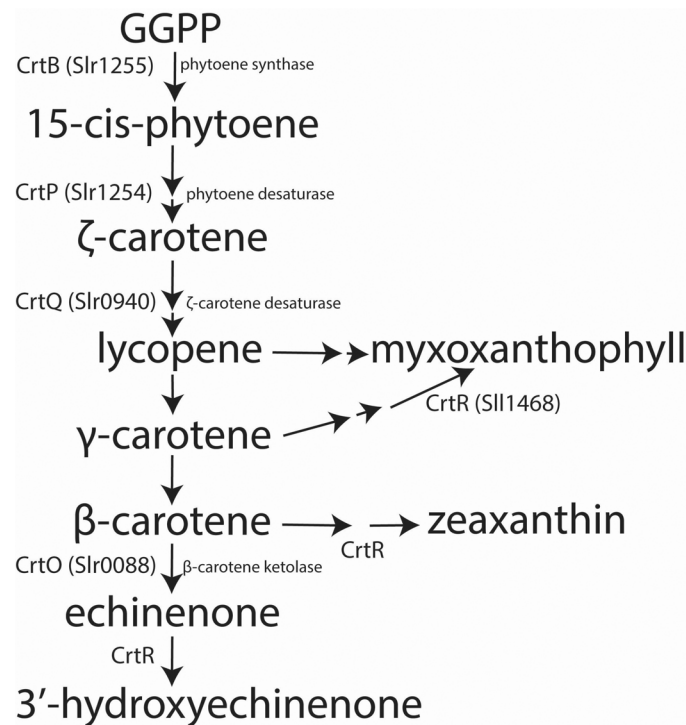 GGPP
CrtB (Slr1255) phytoene synthase
15-cis-phytoene
CrtP (Slr1254) phytoene desaturase
ζ-carotene
CrtQ (Slr0940) ζ-carotene desaturase
lycopene myxoxanthophyll
CrtR (Sll1468)
γ-carotene
β-carotene zeaxanthin
CrtR
CrtO (Slr0088) β-carotene ketolase
echinenone
CrtR
3′-hydroxyechinenone